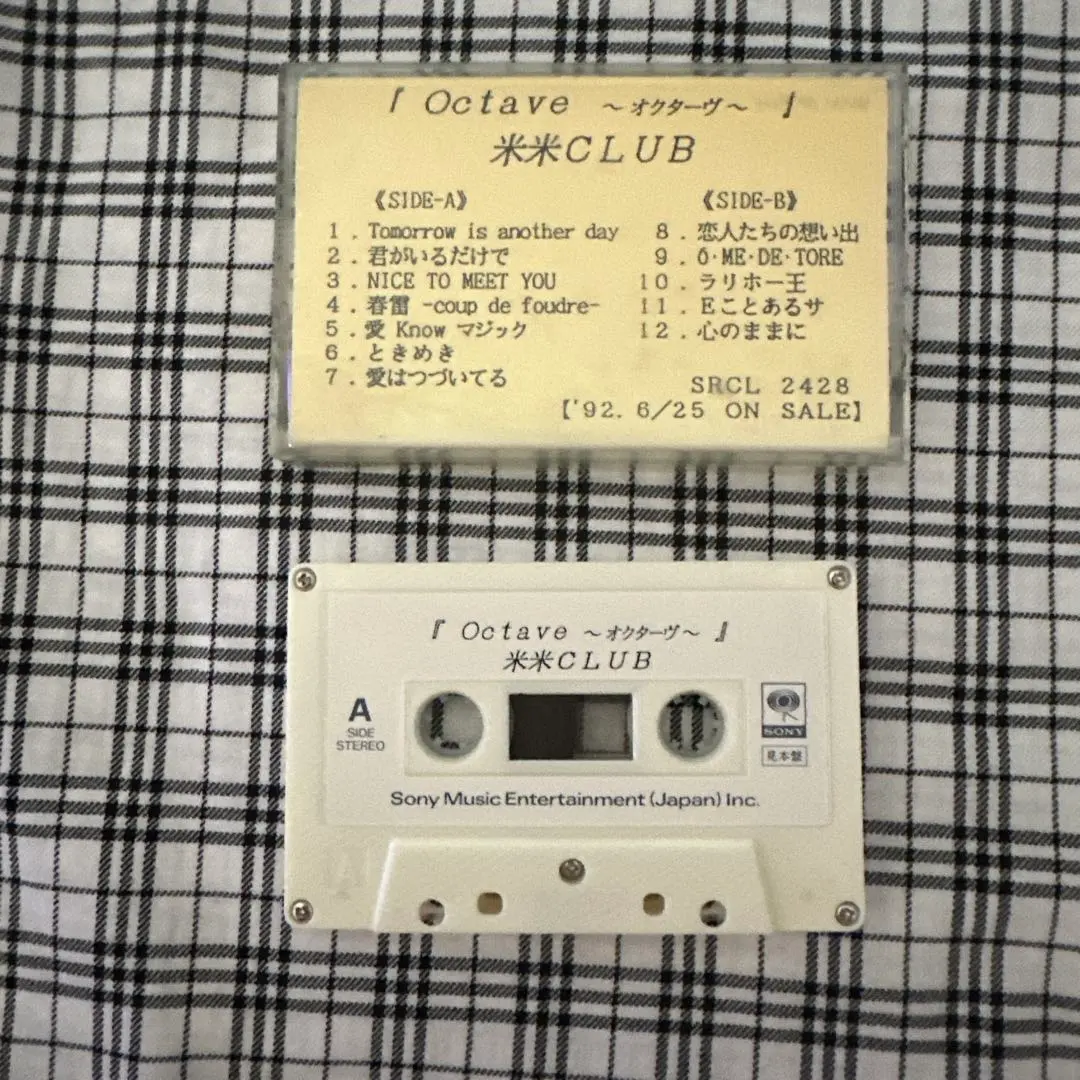 『 Octave ～オクターヴ～ 』
米米CLUB
《SIDE-A》
1．Tomorrow is another day
2．君がいるだけで
3．NICE TO MEET YOU
4．春雷 -coup de foudre-
5．愛 Know マジック
6．ときめき
7．愛はつづいてる
《SIDE-B》
8．恋人たちの想い出
9．O･ME･DE･TORE
10．ラリホー王
11．Eことあるサ
12．心のままに
SRCL 2428
【'92. 6/25 ON SALE】
『 Octave ～オクターヴ～ 』
米米CLUB
A
SIDE
STEREO
SONY
見本盤
Sony Music Entertainment (Japan) Inc.